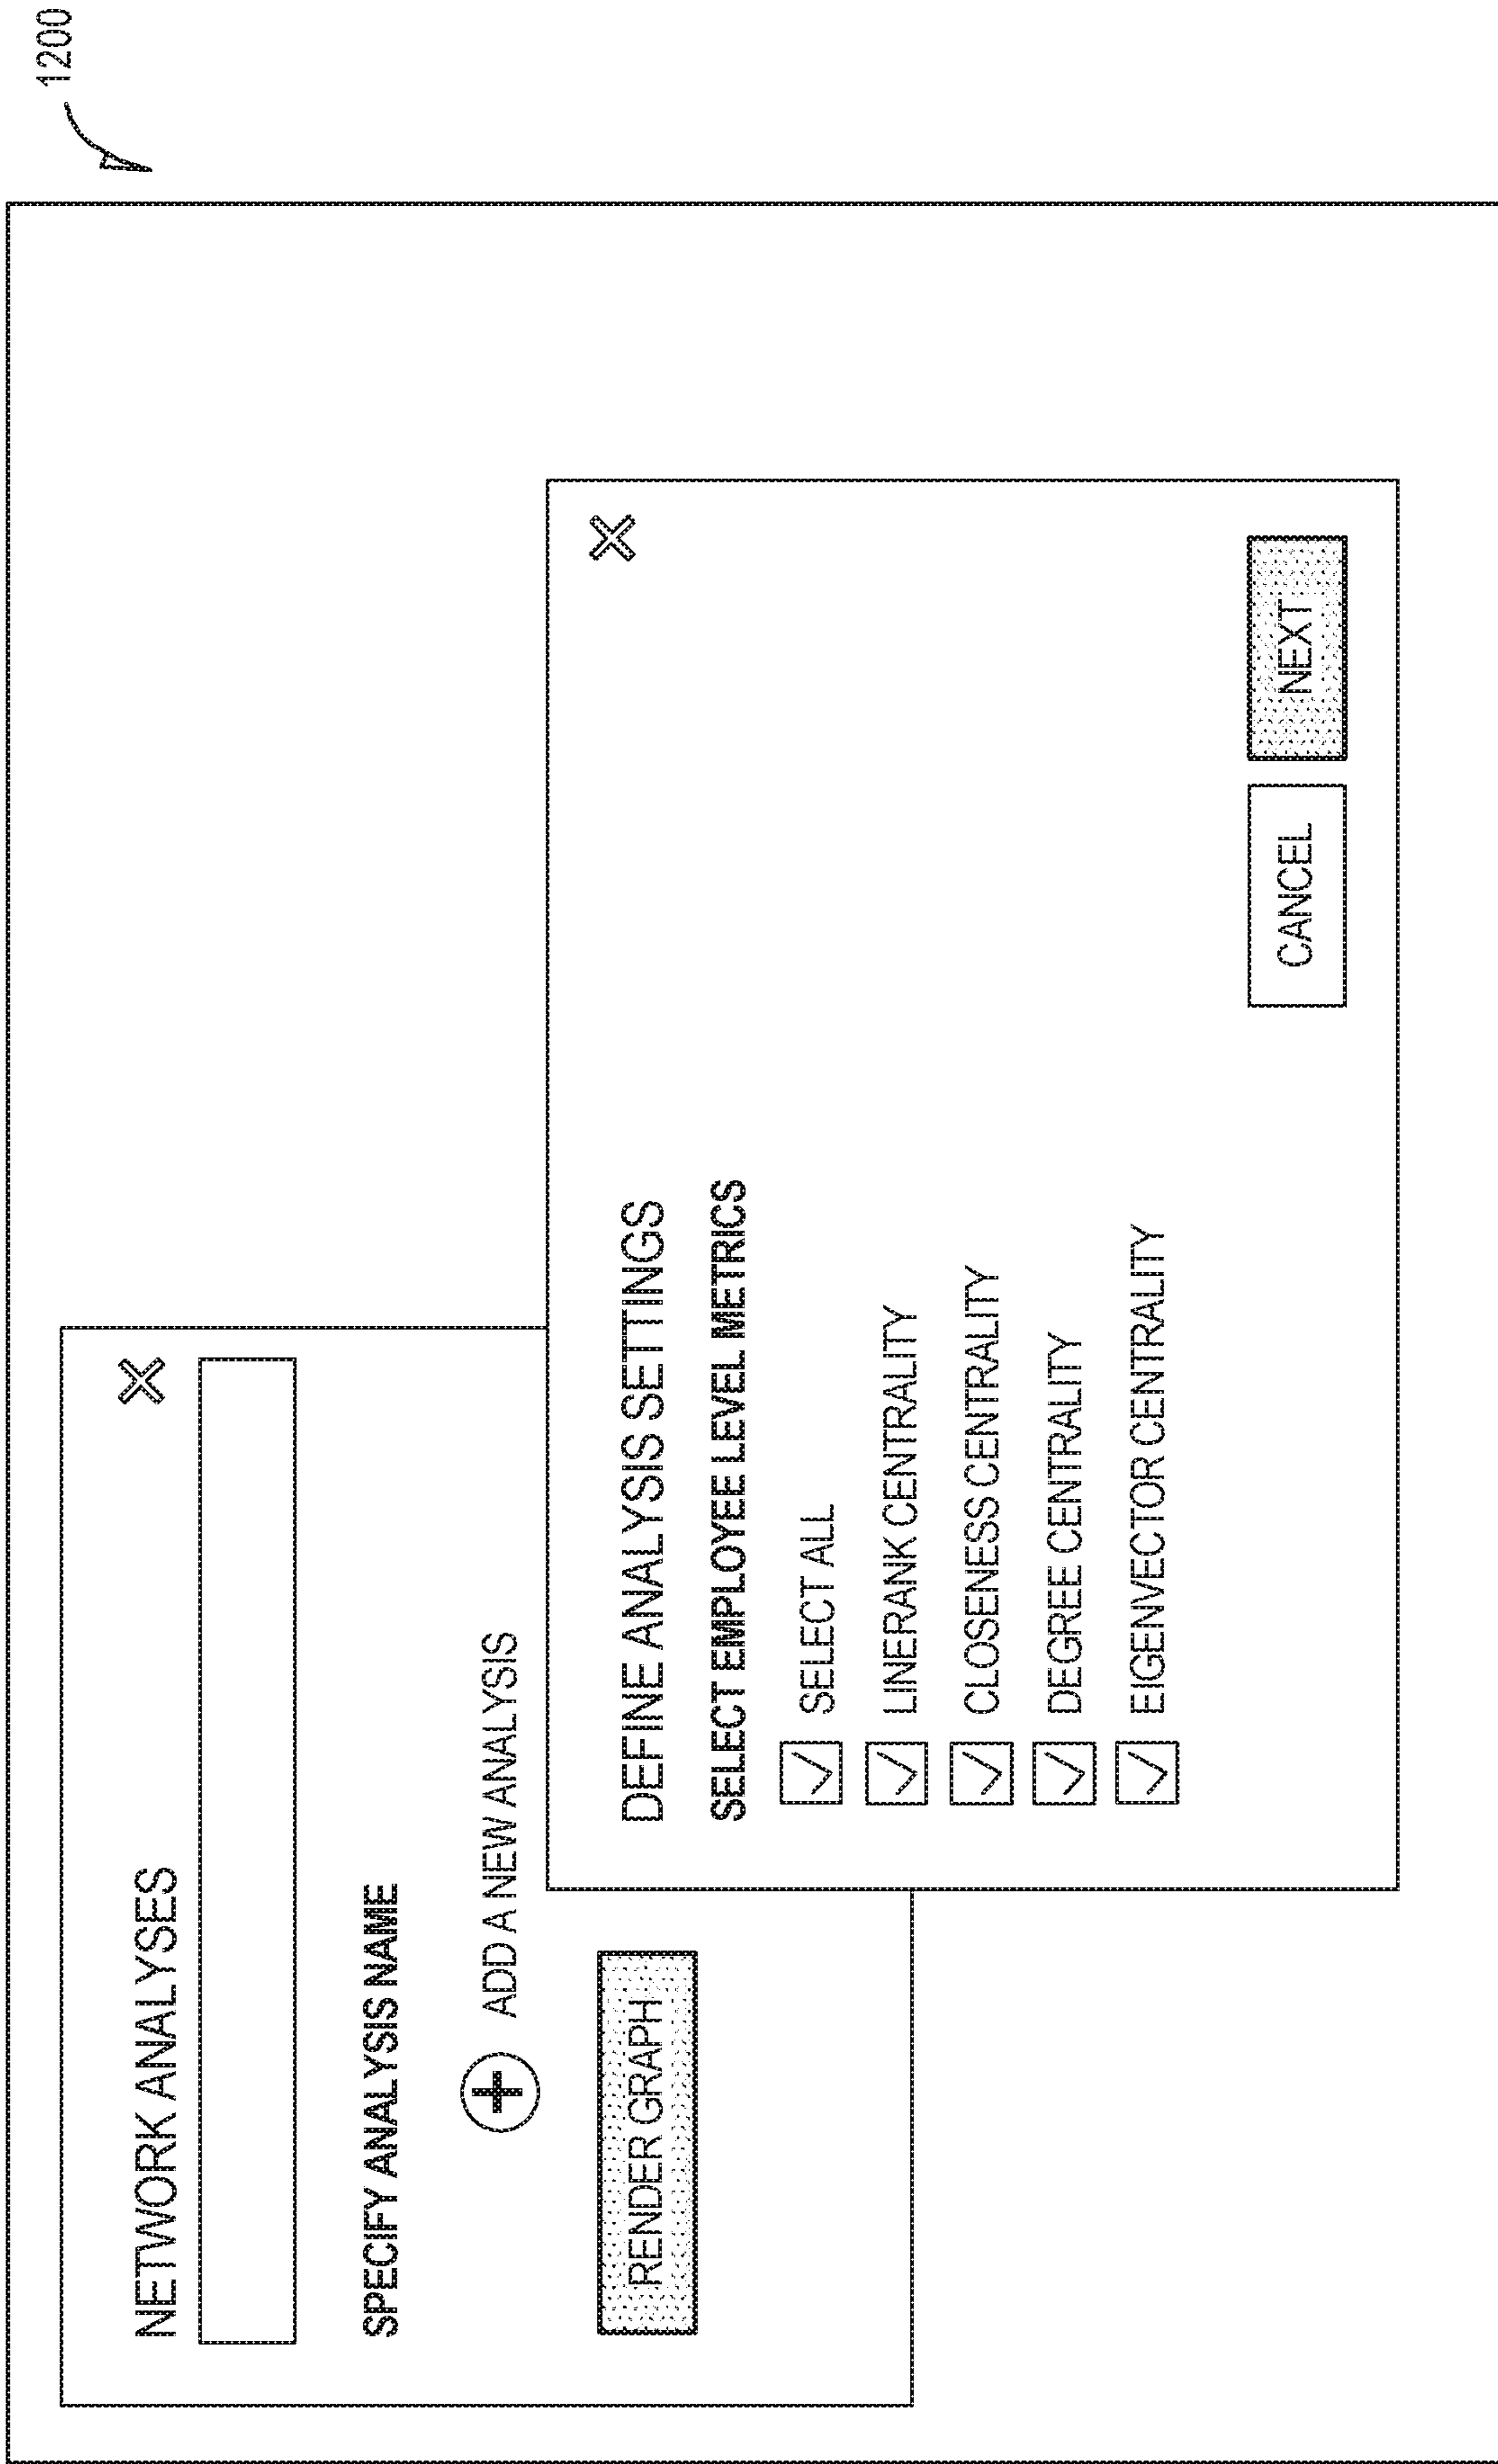 1200
NETWORK ANALYSES
SPECIFY ANALYSIS NAME
ADD A NEW ANALYSIS
RENDER GRAPH
DEFINE ANALYSIS SETTINGS
SELECT EMPLOYEE LEVEL METRICS
SELECT ALL
LINERANK CENTRALITY
CLOSENESS CENTRALITY
DEGREE CENTRALITY
EIGENVECTOR CENTRALITY
CANCEL
NEXT